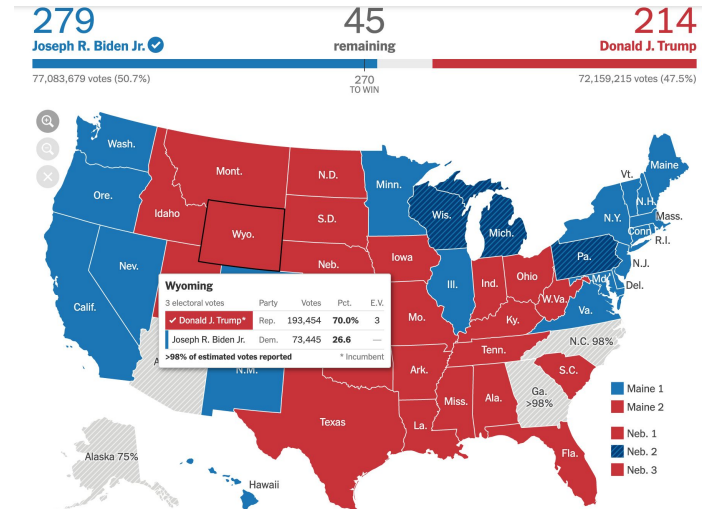 279
45
214
Joseph R. Biden Jr.
remaining
Donald J. Trump
77,083,679 votes (50.7%)
270
TO WIN
72,159,215 votes (47.5%)
Wash.
Mont.
N.D.
Minn.
Vt.
Maine
Ore.
Idaho
S.D.
Wis.
Mich.
N.Y.
N.H.
Mass.
Wyo.
Conn
R.I.
Nev.
Neb.
Iowa
Ill.
Ind.
Ohio
Pa.
N.J.
Md.
Del.
Calif.
Mo.
W.Va.
Va.
Ky.
Wyoming
3 electoral votes Party Votes Pct. E.V.
✓ Donald J. Trump* Rep. 193,454 70.0% 3
Joseph R. Biden Jr. Dem. 73,445 26.6 —
>98% of estimated votes reported * Incumbent
A
N.M.
Ark.
Tenn.
N.C. 98%
S.C.
Texas
La.
Miss.
Ala.
Ga.
>98%
Fla.
Alaska 75%
Hawaii
Maine 1
Maine 2
Neb. 1
Neb. 2
Neb. 3